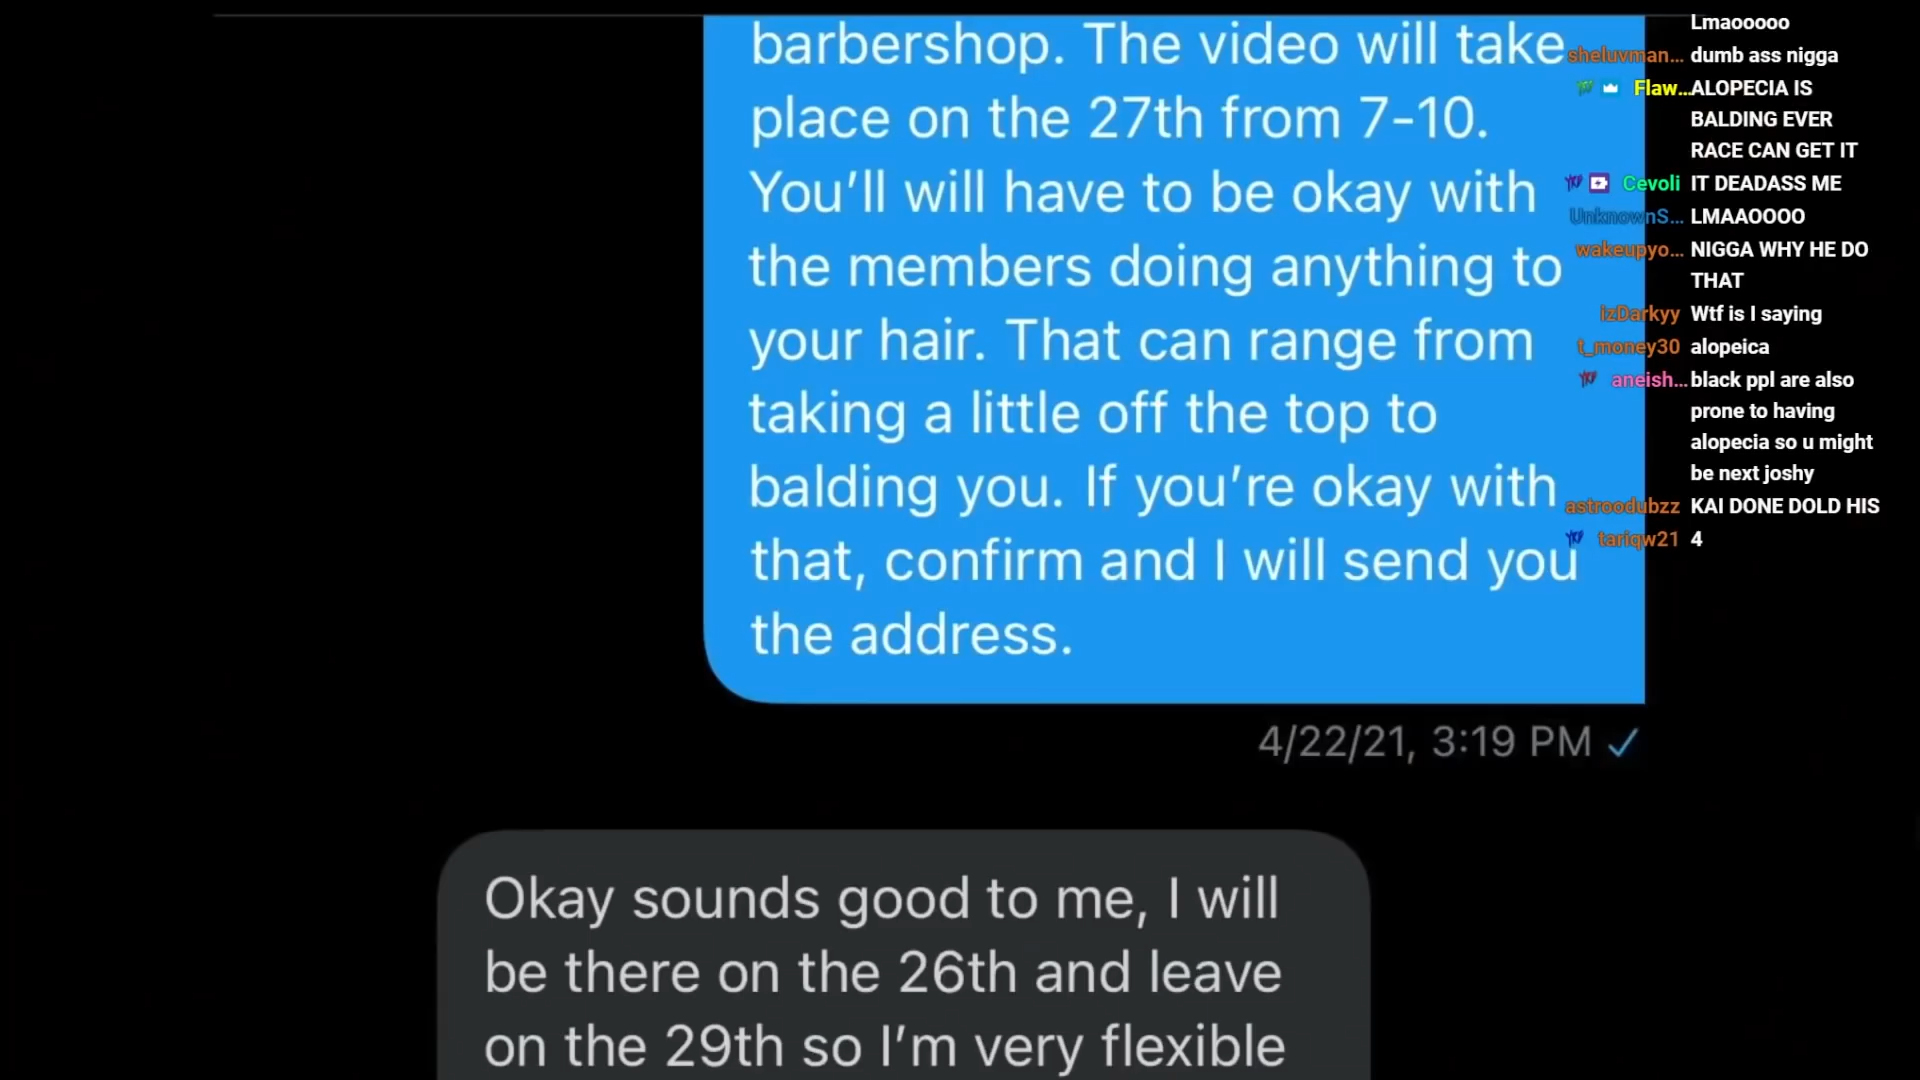 barbershop. The video will take
place on the 27th from 7-10.
You'll will have to be okay with
the members doing anything to
your hair. That can range from
taking a little off the top to
balding you. If you're okay with
that, confirm and I will send you
the address.
4/22/21, 3:19 PM
Okay sounds good to me, I will
be there on the 26th and leave
on the 29th so I'm very flexible
Lmaooooo
sheluvman... dumb ass nigga
Flaw... ALOPECIA IS
BALDING EVER
RACE CAN GET IT
Cevoli IT DEADASS ME
UnknownS... LMAAOOOO
wakeupyo... NIGGA WHY HE DO
THAT
izDarkyy Wtf is I saying
t_money30 alopeica
aneish... black ppl are also
prone to having
alopecia so u might
be next joshy
astroodubzz KAI DONE DOLD HIS
tariqw21 4